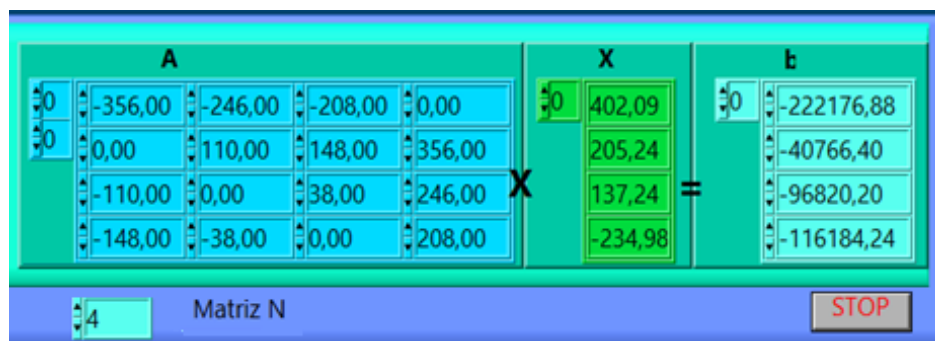 A X b
0 -356,00 -246,00 -208,00 0,00 0 402,09 0 -222176,88
0 0,00 110,00 148,00 356,00 205,24 -40766,40
-110,00 0,00 38,00 246,00 X 137,24 = -96820,20
-148,00 -38,00 0,00 208,00 -234,98 -116184,24
4 Matriz N STOP